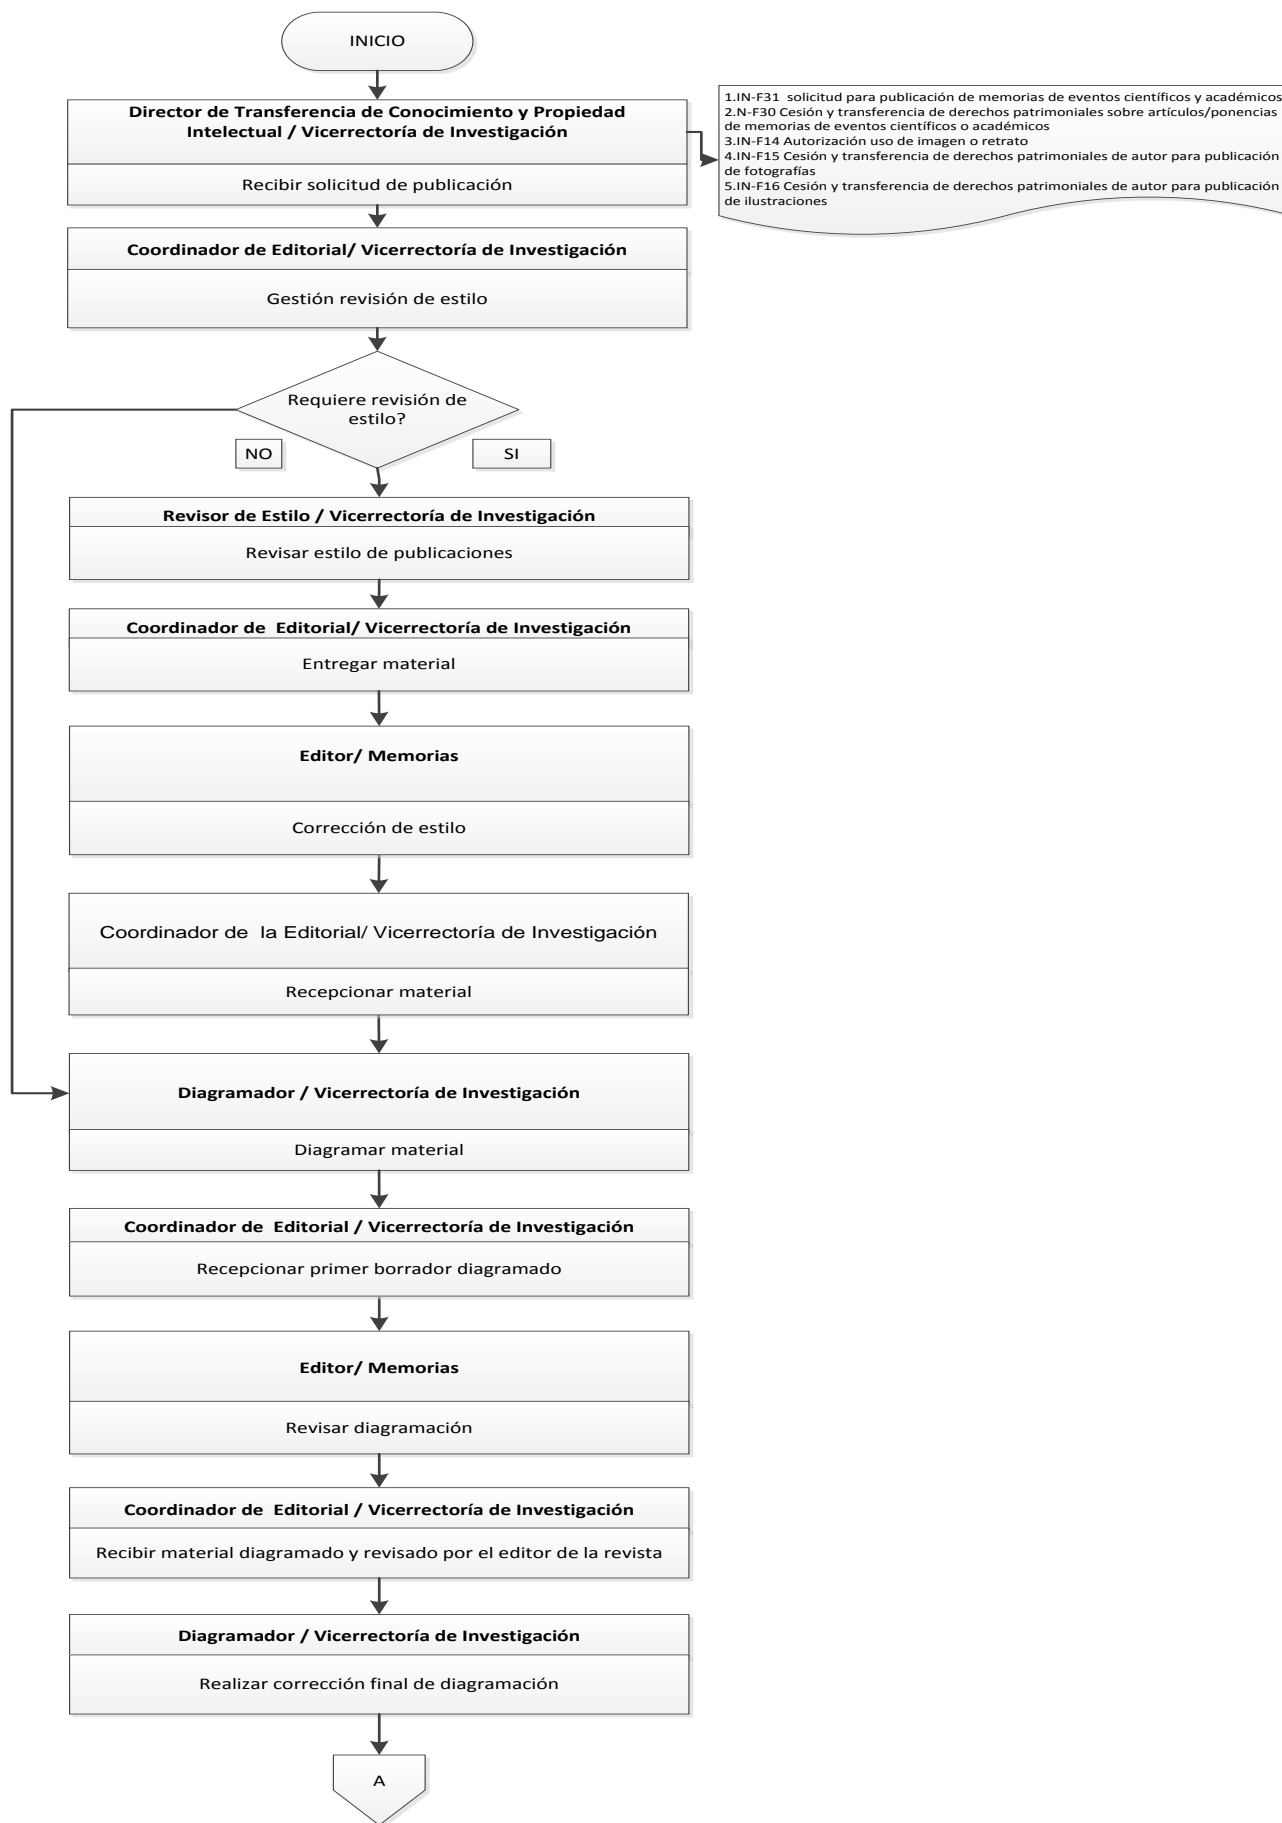 INICIO
Director de Transferencia de Conocimiento y Propiedad
Intelectual / Vicerrectoría de Investigación
Recibir solicitud de publicación
1.IN-F31 solicitud para publicación de memorias de eventos científicos y académicos
2.N-F30 Cesión y transferencia de derechos patrimoniales sobre artículos/ponencias
de memorias de eventos científicos o académicos
3.IN-F14 Autorización uso de imagen o retrato
4.IN-F15 Cesión y transferencia de derechos patrimoniales de autor para publicación
de fotografías
5.IN-F16 Cesión y transferencia de derechos patrimoniales de autor para publicación
de ilustraciones
Coordinador de Editorial/ Vicerrectoría de Investigación
Gestión revisión de estilo
Requiere revisión de
estilo?
NO
SI
Revisor de Estilo / Vicerrectoría de Investigación
Revisar estilo de publicaciones
Coordinador de Editorial/ Vicerrectoría de Investigación
Entregar material
Editor/ Memorias
Corrección de estilo
Coordinador de la Editorial/ Vicerrectoría de Investigación
Recepcionar material
Diagramador / Vicerrectoría de Investigación
Diagramar material
Coordinador de Editorial / Vicerrectoría de Investigación
Recepcionar primer borrador diagramado
Editor/ Memorias
Revisar diagramación
Coordinador de Editorial / Vicerrectoría de Investigación
Recibir material diagramado y revisado por el editor de la revista
Diagramador / Vicerrectoría de Investigación
Realizar corrección final de diagramación
A